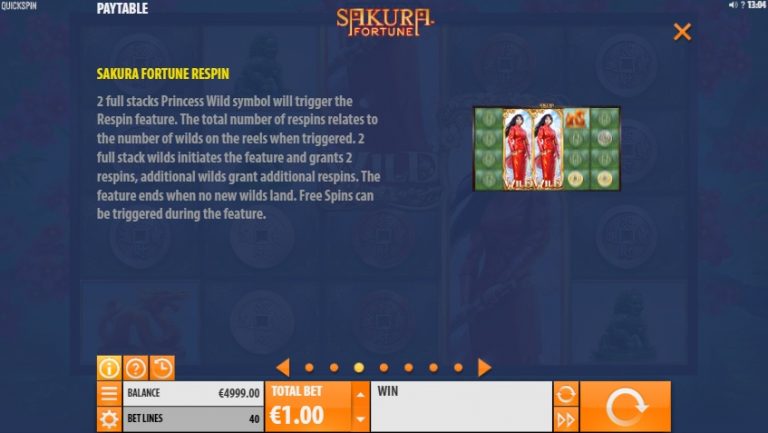 QUICKSPIN
PAYTABLE
SAKURA
FORTUNE
? 13:04
SAKURA FORTUNE RESPIN
2 full stacks Princess Wild symbol will trigger the
Respin feature. The total number of respins relates to
the number of wilds on the reels when triggered. 2
full stack wilds initiates the feature and grants 2
respins, additional wilds grant additional respins. The
feature ends when no new wilds land. Free Spins can
be triggered during the feature.
WILD WILD
WILD
BALANCE €4999.00
BET LINES 40
TOTAL BET
€1.00
WIN